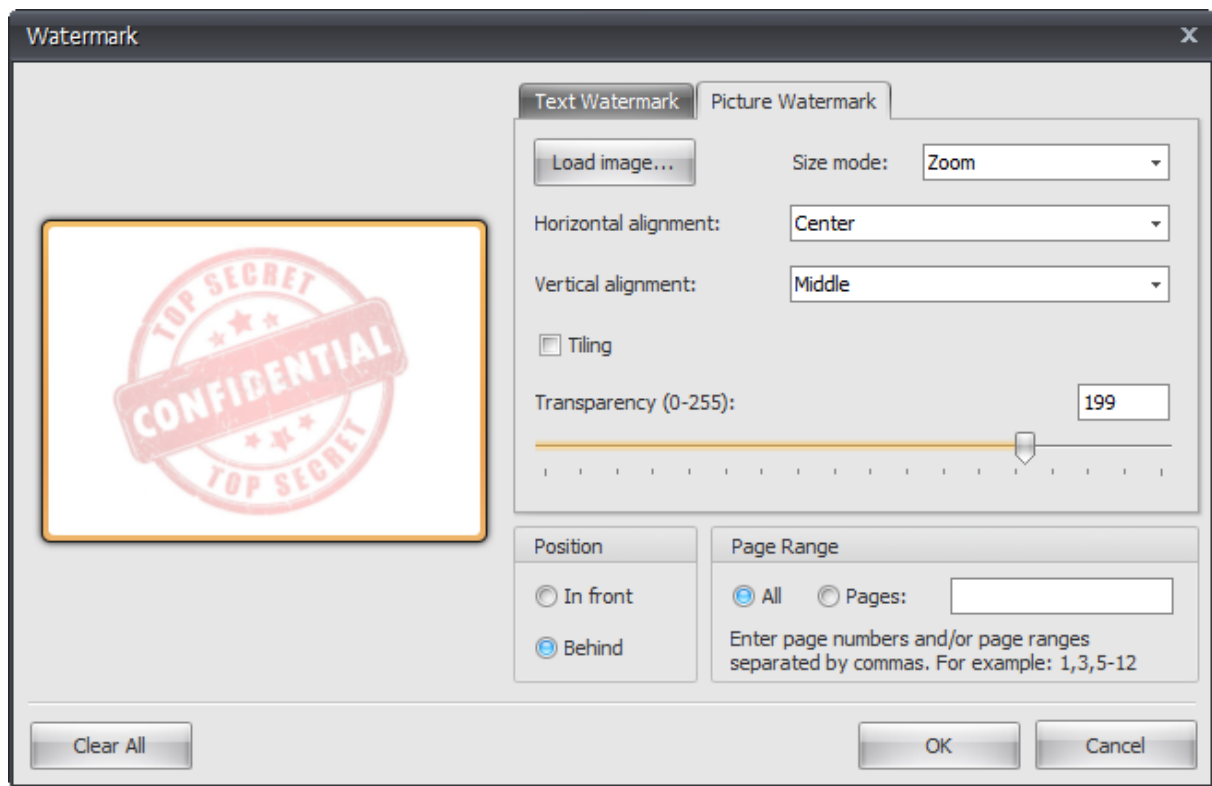 Watermark
x
Text Watermark Picture Watermark
Load image... Size mode: Zoom
Horizontal alignment: Center
Vertical alignment: Middle
Tiling
Transparency (0-255): 199
TOP SECRET
CONFIDENTIAL
TOP SECRET
Position
In front
Behind
Page Range
All Pages:
Enter page numbers and/or page ranges
separated by commas. For example: 1,3,5-12
Clear All OK Cancel